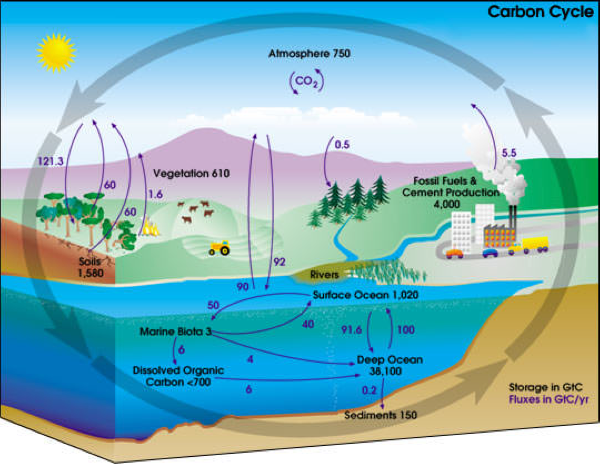 Carbon Cycle
Atmosphere 750
CO2
121.3
0.5
5.5
Vegetation 610
60
1.6
60
Fossil Fuels &
Cement Production
4,000
Soils
1,580
92
Rivers
90
Surface Ocean 1,020
50
40
Marine Biota 3
91.6
100
6
4
Deep Ocean
38,100
Dissolved Organic
Carbon <700
6
0.2
Sediments 150
Storage in GtC
Fluxes in GtC/yr